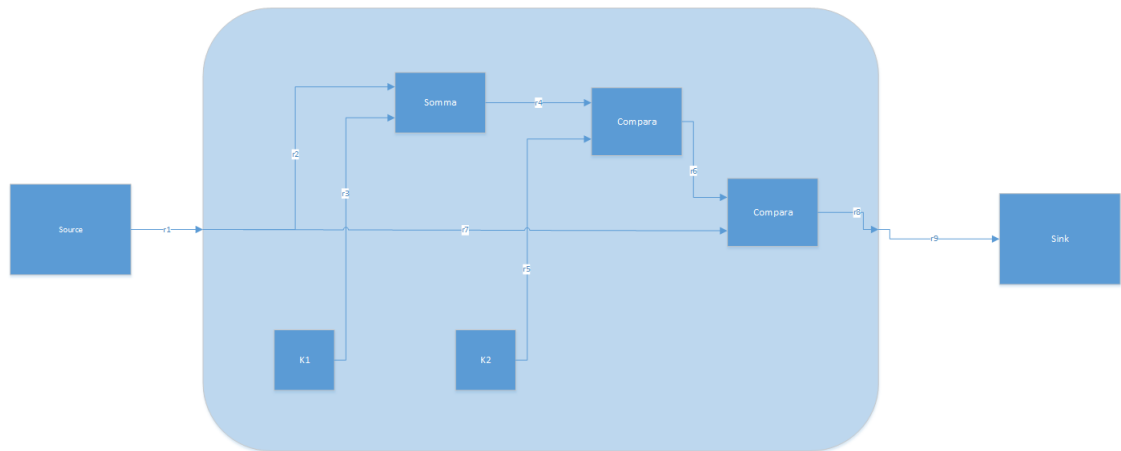 Somma
r4
Compara
r2
r6
r3
Compara
r8
Source
r1
r7
r9
Sink
r5
K1
K2